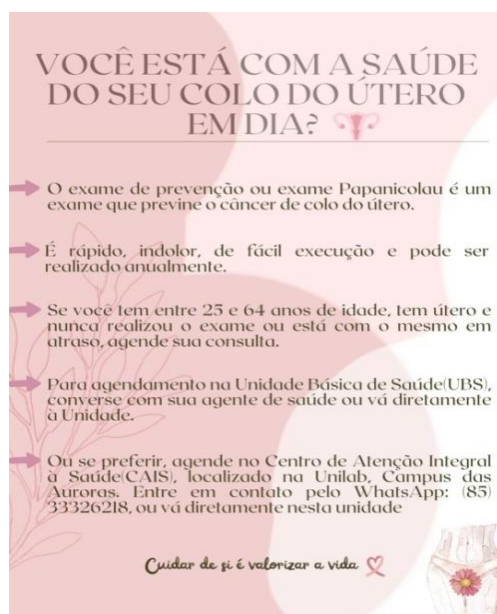 VOCÊ ESTÁ COM A SAÚDE
DO SEU COLO DO ÚTERO
EM DIA?
O exame de prevenção ou exame Papanicolau é um
exame que previne o câncer de colo do útero.
É rápido, indolor, de fácil execução e pode ser
realizado anualmente.
Se você tem entre 25 e 64 anos de idade, tem útero e
nunca realizou o exame ou está com o mesmo em
atraso, agende sua consulta.
Para agendamento na Unidade Básica de Saúde(UBS),
converse com sua agente de saúde ou vá diretamente
à Unidade.
Ou se preferir, agende no Centro de Atenção Integral
à Saúde(CAIS), localizado na Unilab, Campus das
Auroras. Entre em contato pelo WhatsApp: (85)
33326218, ou vá diretamente nesta unidade
Cuidar de si é valorizar a vida